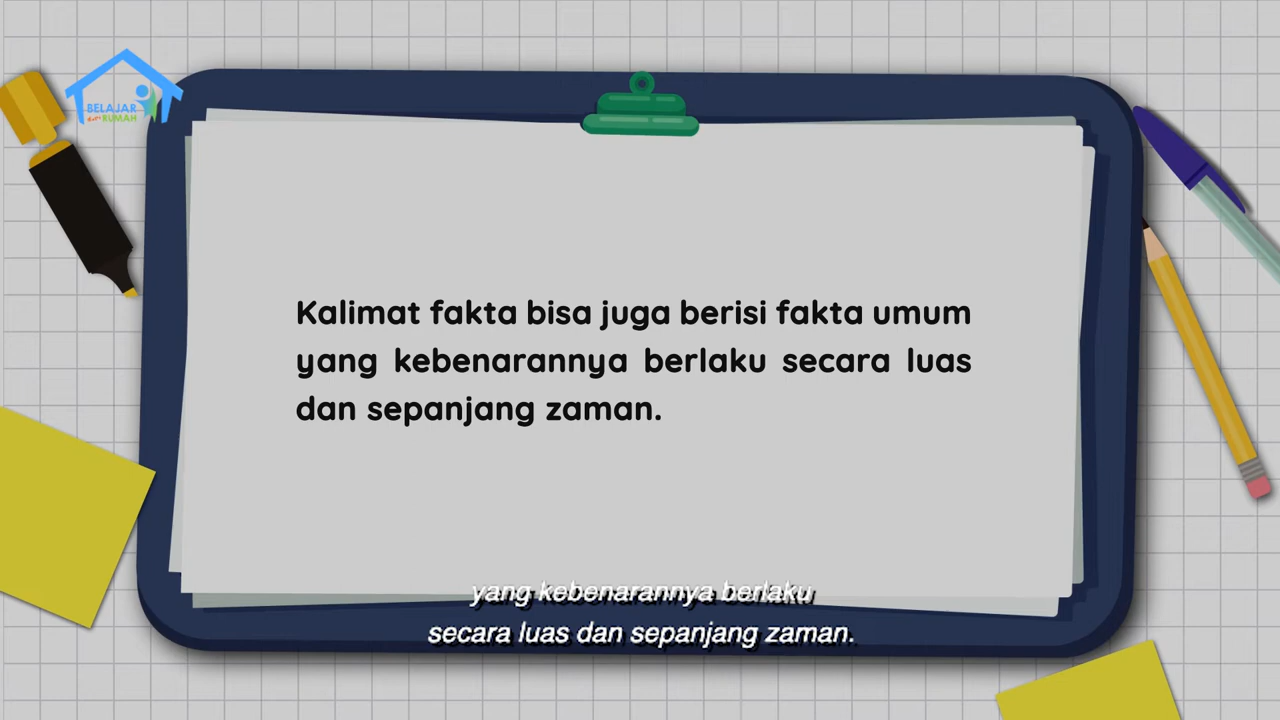 BELAJAR
dari RUMAH
Kalimat fakta bisa juga berisi fakta umum
yang kebenarannya berlaku secara luas
dan sepanjang zaman.
yang kebenarannya berlaku
secara luas dan sepanjang zaman.